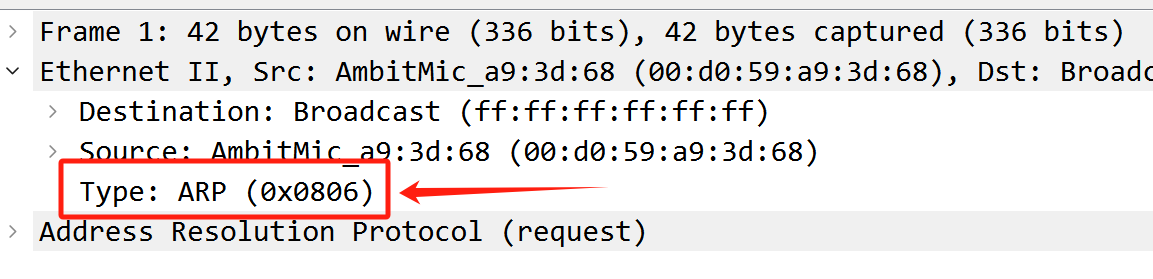 Frame 1: 42 bytes on wire (336 bits), 42 bytes captured (336 bits)
Ethernet II, Src: AmbitMic_a9:3d:68 (00:d0:59:a9:3d:68), Dst:
Destination: Broadcast (ff:ff:ff:ff:ff:ff)
Source: AmbitMic_a9:3d:68 (00:d0:59:a9:3d:68)
Type: ARP (0x0806)
Address Resolution Protocol (request)